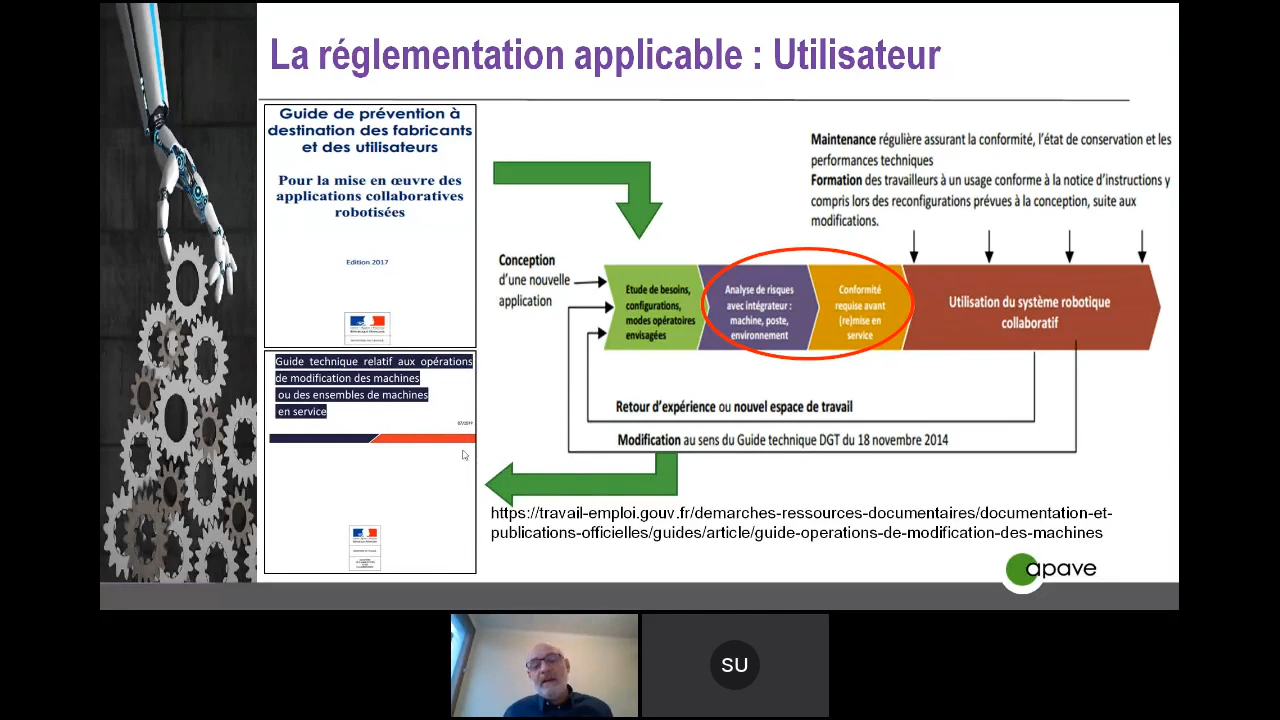 La réglementation applicable : Utilisateur
Guide de prévention à
destination des fabricants
et des utilisateurs
Pour la mise en œuvre des
applications collaboratives
robotisées
Edition 2017
Guide technique relatif aux opérations
de modification des machines
ou des ensembles de machines
en service
07/2019
Maintenance régulière assurant la conformité, l'état de conservation et les
performances techniques
Formation des travailleurs à un usage conforme à la notice d'instructions y
compris lors des reconfigurations prévues à la conception, suite aux
modifications.
Conception
d'une nouvelle
application
Etude de besoins,
configurations,
modes opératoires
envisagées
Analyse de risques
avec intégrateur :
machine, poste,
environnement
Conformité
requise avant
(re)mise en
service
Utilisation du système robotique
collaboratif
Retour d'expérience ou nouvel espace de travail
Modification au sens du Guide technique DGT du 18 novembre 2014
https://travail-emploi.gouv.fr/demarches-ressources-documentaires/documentation-et-
publications-officielles/guides/article/guide-operations-de-modification-des-machines
apave
SU